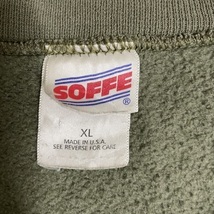 SOFFE
®
XL
MADE IN U.S.A.
SEE REVERSE FOR CARE